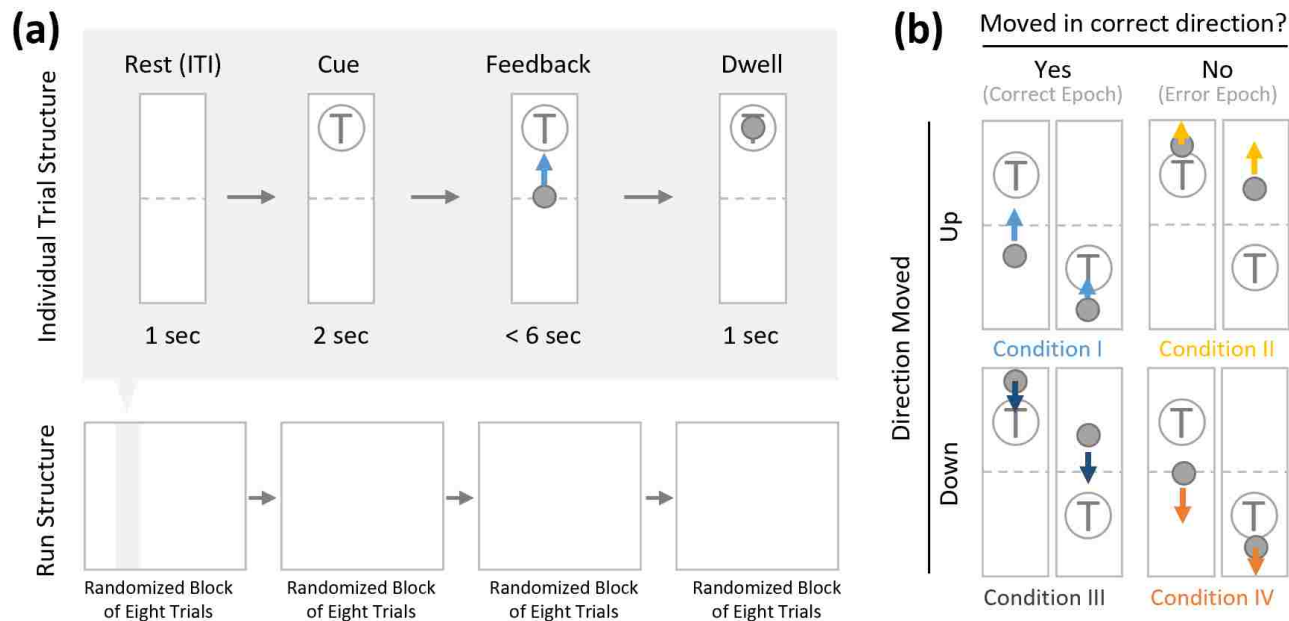 (a)
Individual Trial Structure
Rest (ITI)
Cue
Feedback
Dwell
T
T
T
1 sec
2 sec
< 6 sec
1 sec
Run Structure
Randomized Block
of Eight Trials
Randomized Block
of Eight Trials
Randomized Block
of Eight Trials
Randomized Block
of Eight Trials
(b)
Moved in correct direction?
Yes
(Correct Epoch)
No
(Error Epoch)
Direction Moved
Up
T
T
T
T
Condition I
Condition II
Down
T
T
T
T
Condition III
Condition IV